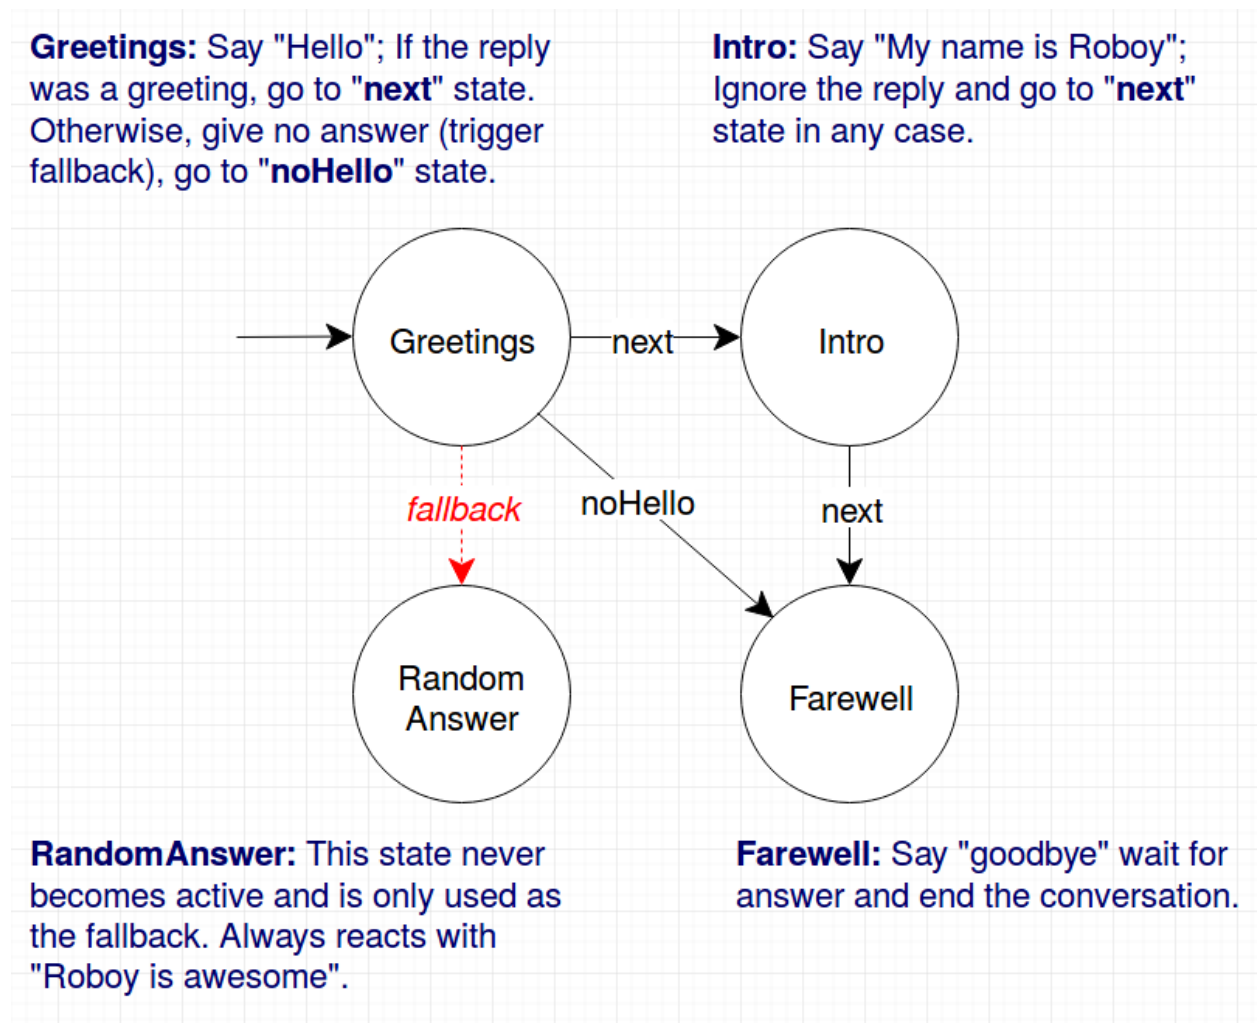 Greetings: Say "Hello"; If the reply
was a greeting, go to "next" state.
Otherwise, give no answer (trigger
fallback), go to "noHello" state.
Intro: Say "My name is Roboy";
Ignore the reply and go to "next"
state in any case.
Greetings
next
Intro
fallback
noHello
next
Random
Answer
Farewell
RandomAnswer: This state never
becomes active and is only used as
the fallback. Always reacts with
"Roboy is awesome".
Farewell: Say "goodbye" wait for
answer and end the conversation.